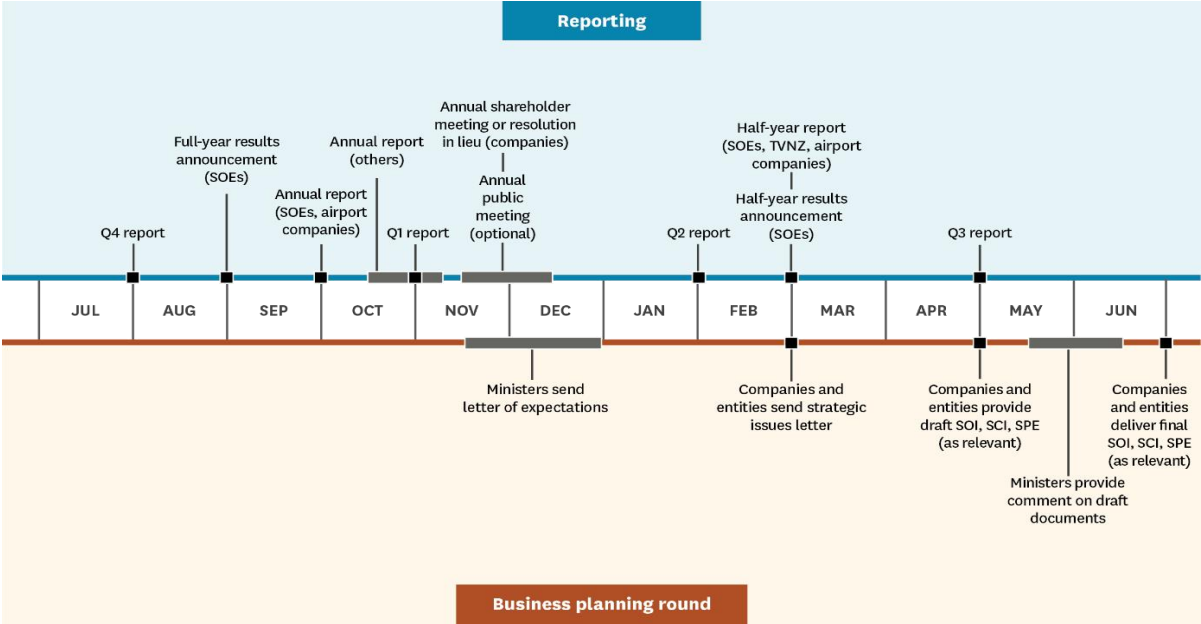 Reporting
Full-year results
announcement
(SOEs)
Annual report
(others)
Annual shareholder
meeting or resolution
in lieu (companies)
Half-year report
(SOEs, TVNZ, airport
companies)
Q4 report
Annual report
(SOEs, airport
companies)
Q1 report
Annual
public
meeting
(optional)
Q2 report
Half-year results
announcement
(SOEs)
Q3 report
JUL
AUG
SEP
OCT
NOV
DEC
JAN
FEB
MAR
APR
MAY
JUN
Ministers send
letter of expectations
Companies and
entities send strategic
issues letter
Companies and
entities provide
draft SOI, SCI, SPE
(as relevant)
Ministers provide
comment on draft
documents
Companies
and entities
deliver final
SOI, SCI, SPE
(as relevant)
Business planning round